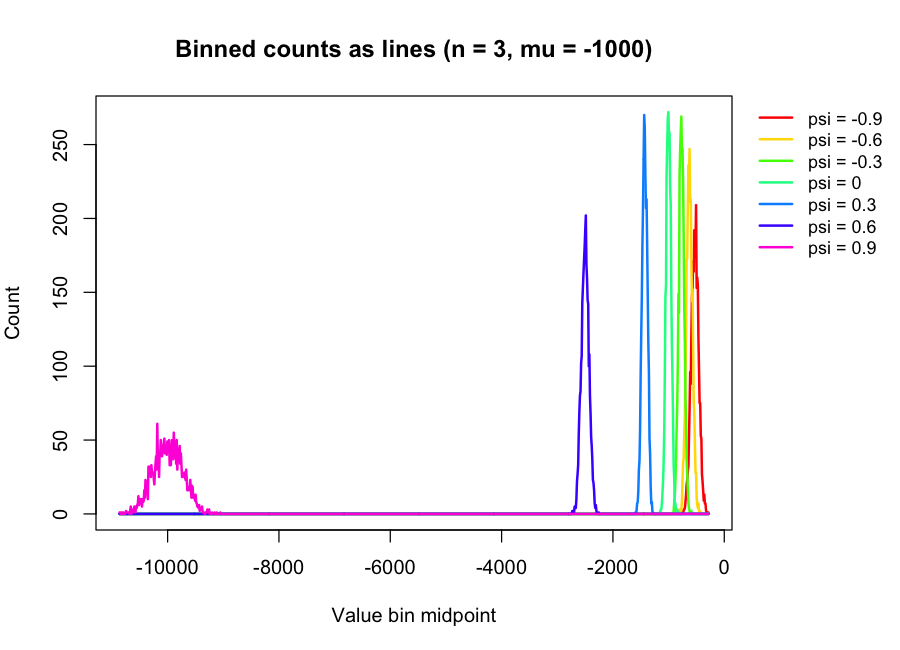 Binned counts as lines (n = 3, mu = -1000)
Count
250
200
150
100
50
0
-10000 -8000 -6000 -4000 -2000 0
Value bin midpoint
psi = -0.9
psi = -0.6
psi = -0.3
psi = 0
psi = 0.3
psi = 0.6
psi = 0.9